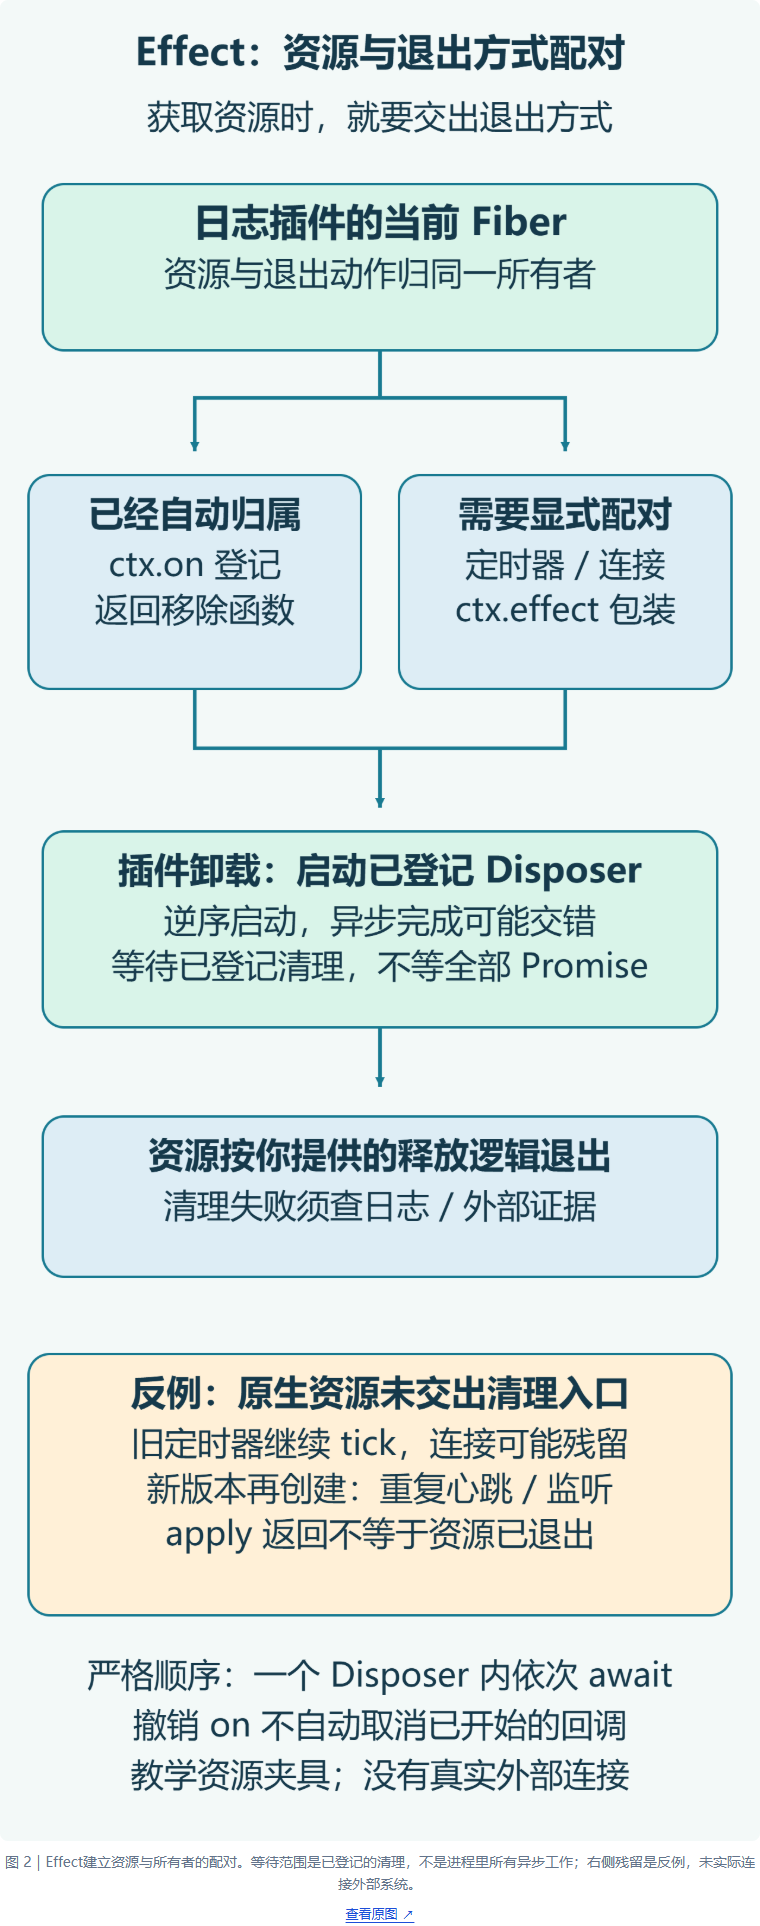 Effect：资源与退出方式配对
获取资源时，就要交出退出方式
日志插件的当前 Fiber
资源与退出动作归同一所有者
已经自动归属
ctx.on 登记
返回移除函数
需要显式配对
定时器 / 连接
ctx.effect 包装
插件卸载：启动已登记 Disposer
逆序启动，异步完成可能交错
等待已登记清理，不等全部 Promise
资源按你提供的释放逻辑退出
清理失败须查日志 / 外部证据
反例：原生资源未交出清理入口
旧定时器继续 tick，连接可能残留
新版本再创建：重复心跳 / 监听
apply 返回不等于资源已退出
严格顺序：一个 Disposer 内依次 await
撤销 on 不自动取消已开始的回调
教学资源夹具；没有真实外部连接
图 2｜Effect建立资源与所有者的配对。等待范围是已登记的清理，不是进程里所有异步工作；右侧残留是反例，未实际连
接外部系统。
查看原图 ↗